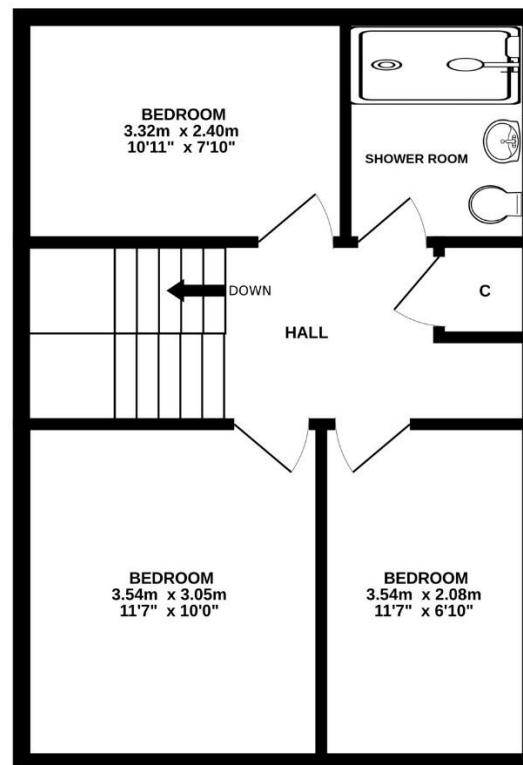 BEDROOM
3.32m x 2.40m
10'11" x 7'10"
SHOWER ROOM
DOWN
C
HALL
BEDROOM
3.54m x 3.05m
11'7" x 10'0"
BEDROOM
3.54m x 2.08m
11'7" x 6'10"